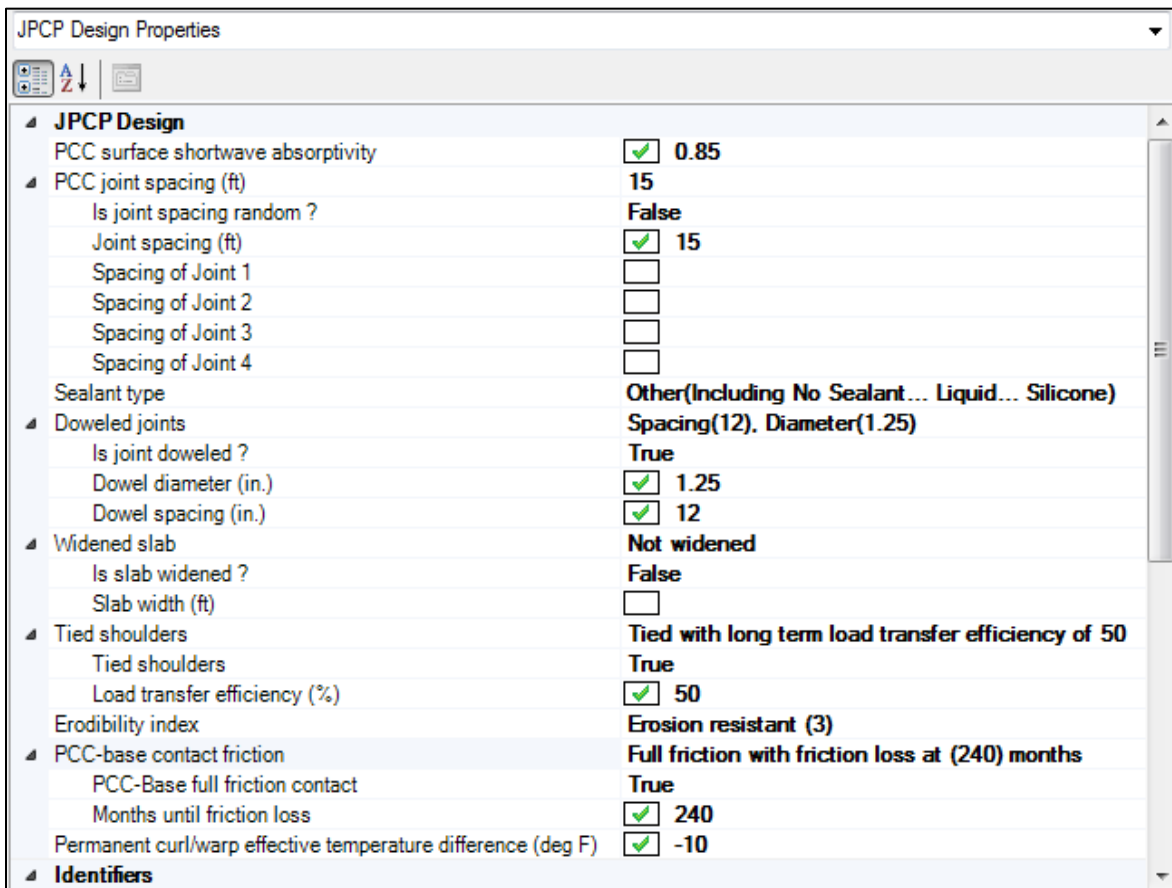 JPCP Design Properties
A
Z
JPCP Design
PCC surface shortwave absorptivity 0.85
PCC joint spacing (ft) 15
Is joint spacing random ? False
Joint spacing (ft) 15
Spacing of Joint 1
Spacing of Joint 2
Spacing of Joint 3
Spacing of Joint 4
Sealant type Other(Including No Sealant... Liquid... Silicone)
Doweled joints Spacing(12), Diameter(1.25)
Is joint doweled ? True
Dowel diameter (in.) 1.25
Dowel spacing (in.) 12
Widened slab Not widened
Is slab widened ? False
Slab width (ft)
Tied shoulders Tied with long term load transfer efficiency of 50
Tied shoulders True
Load transfer efficiency (%) 50
Erodibility index Erosion resistant (3)
PCC-base contact friction Full friction with friction loss at (240) months
PCC-Base full friction contact True
Months until friction loss 240
Permanent curl/warp effective temperature difference (deg F) -10
Identifiers